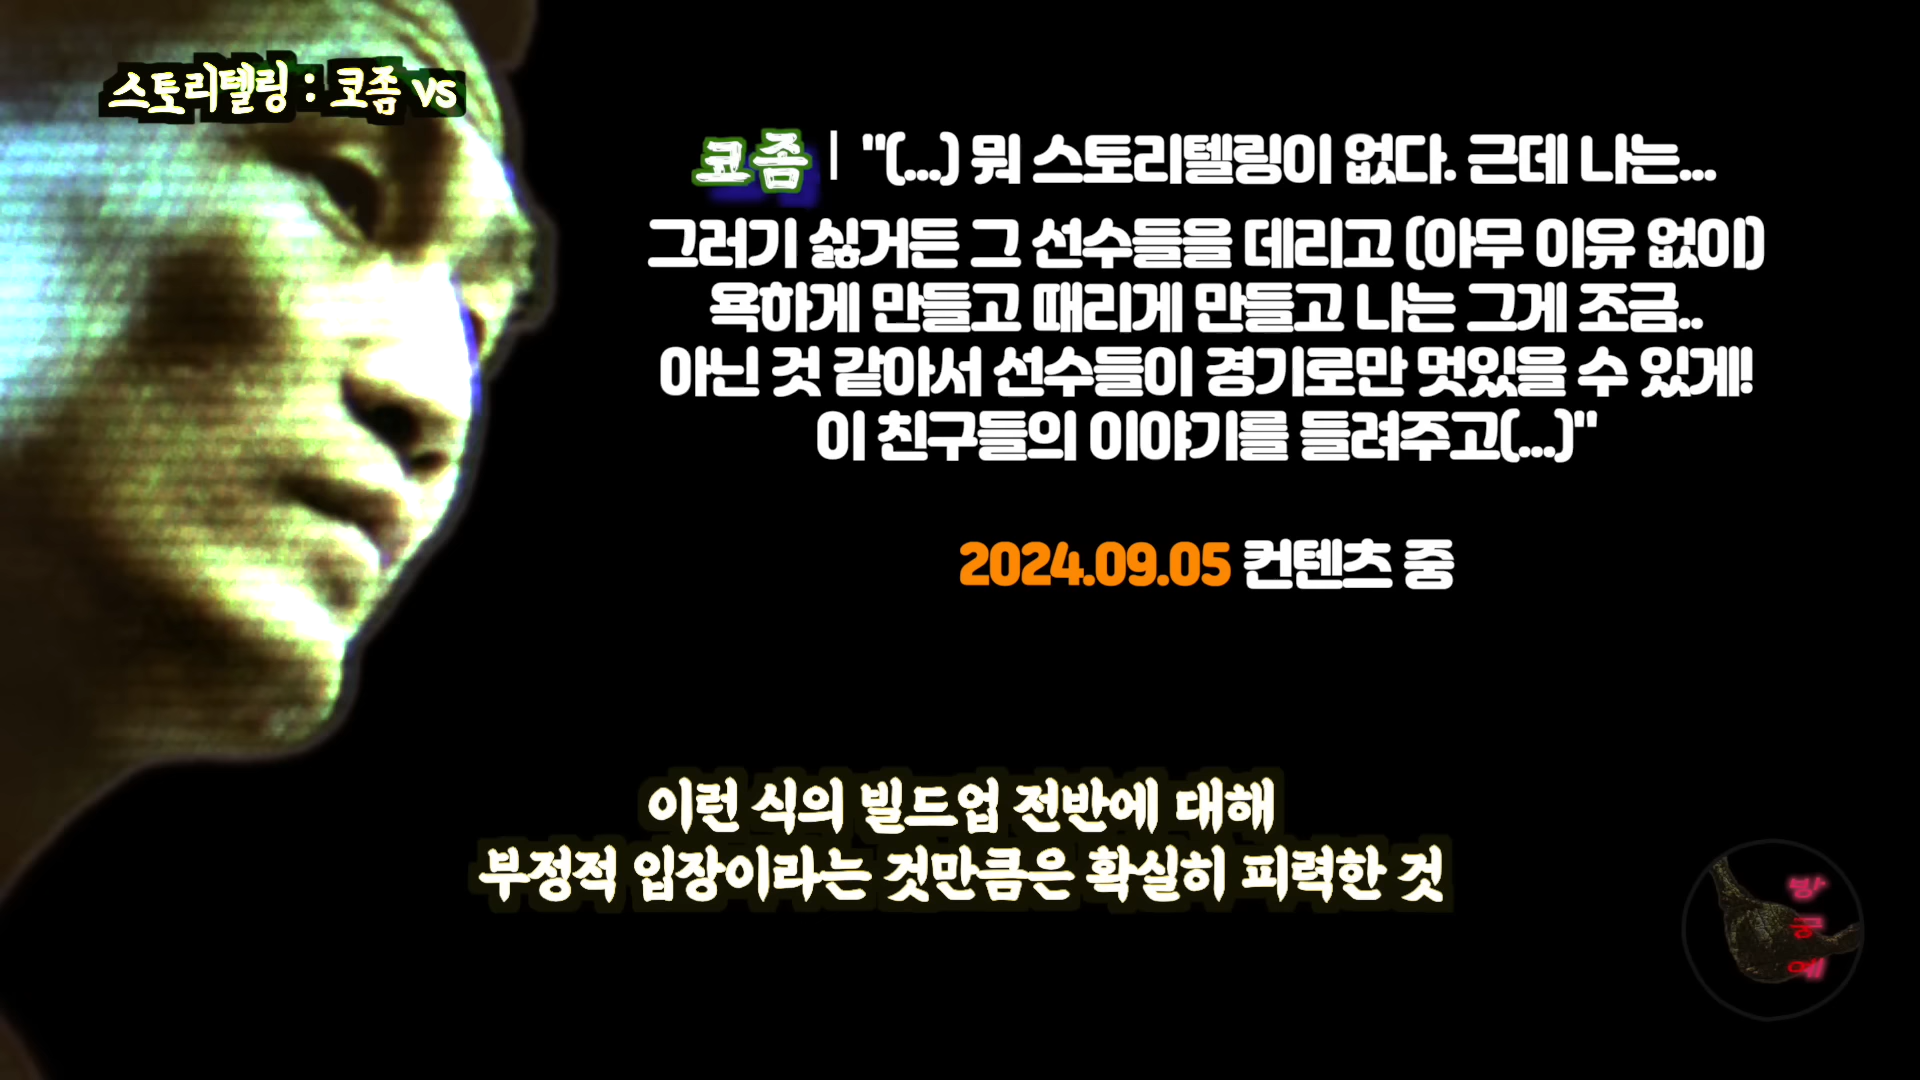 스토리텔링 : 코좀 vs
코좀 | "(...) 뭐 스토리텔링이 없다. 근데 나는...
그러기 싫거든 그 선수들을 데리고 (아무 이유 없이)
욕하게 만들고 때리게 만들고 나는 그게 조금..
아닌 것 같아서 선수들이 경기로만 멋있을 수 있게!
이 친구들의 이야기를 들려주고(...)"
2024.09.05 컨텐츠 중
이런 식의 빌드업 전반에 대해
부정적 입장이라는 것만큼은 확실히 피력한 것
방
궁
예